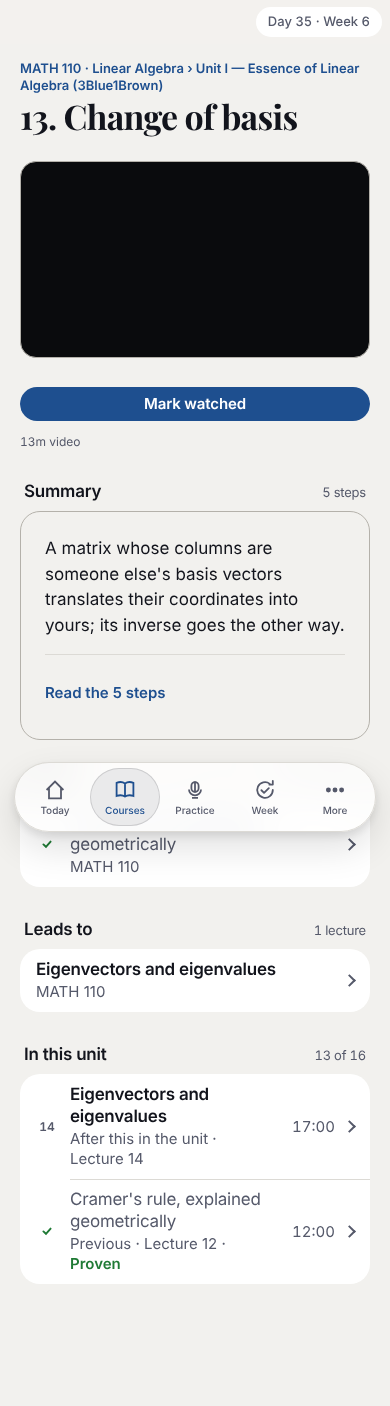 Day 35 · Week 6
MATH 110 · Linear Algebra › Unit I — Essence of Linear
Algebra (3Blue1Brown)
13. Change of basis
Mark watched
13m video
Summary
5 steps
A matrix whose columns are
someone else's basis vectors
translates their coordinates into
yours; its inverse goes the other way.
Read the 5 steps
Today
Courses
Practice
Week
More
geometrically
MATH 110
Leads to
1 lecture
Eigenvectors and eigenvalues
MATH 110
In this unit
13 of 16
14
Eigenvectors and
eigenvalues
After this in the unit ·
Lecture 14
17:00
Cramer's rule, explained
geometrically
Previous · Lecture 12 ·
Proven
12:00